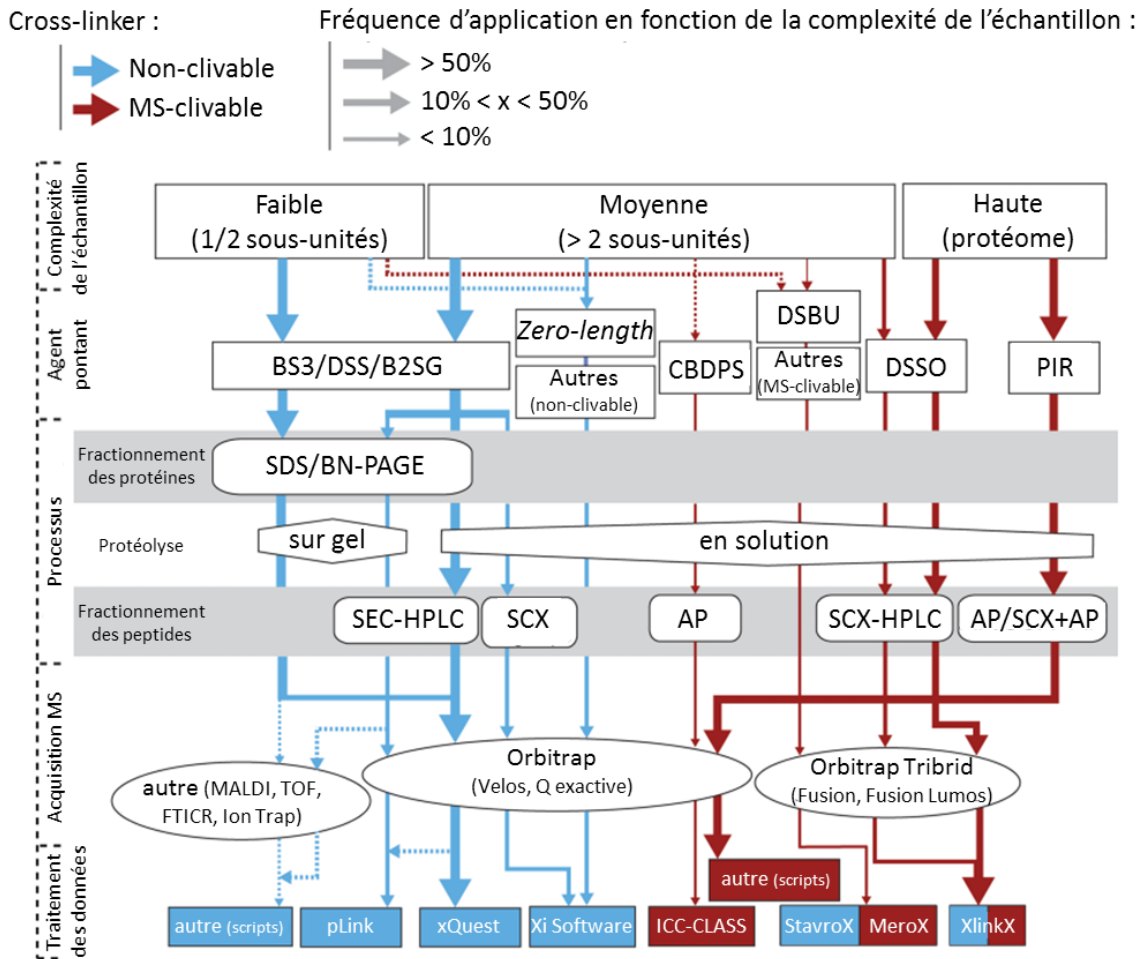 Cross-linker :
Fréquence d’application en fonction de la complexité de l’échantillon :
Non-clivable
MS-clivable
> 50%
10% < x < 50%
< 10%
Complexité
de l’échantillon
Faible
(1/2 sous-unités)
Moyenne
(> 2 sous-unités)
Haute
(protéome)
Agent
pontant
BS3/DSS/B2SG
Zero-length
Autres
(non-clivable)
CBDPS
DSBU
Autres
(MS-clivable)
DSSO
PIR
Processus
Fractionnement
des protéines
SDS/BN-PAGE
Protéolyse
sur gel
en solution
Fractionnement
des peptides
SEC-HPLC
SCX
AP
SCX-HPLC
AP/SCX+AP
Acquisition MS
autre (MALDI, TOF,
FTICR, Ion Trap)
Orbitrap
(Velos, Q exactive)
Orbitrap Tribrid
(Fusion, Fusion Lumos)
Traitement
des données
autre (scripts)
autre (scripts)
pLink
xQuest
Xi Software
ICC-CLASS
StavroX
MeroX
XlinkX